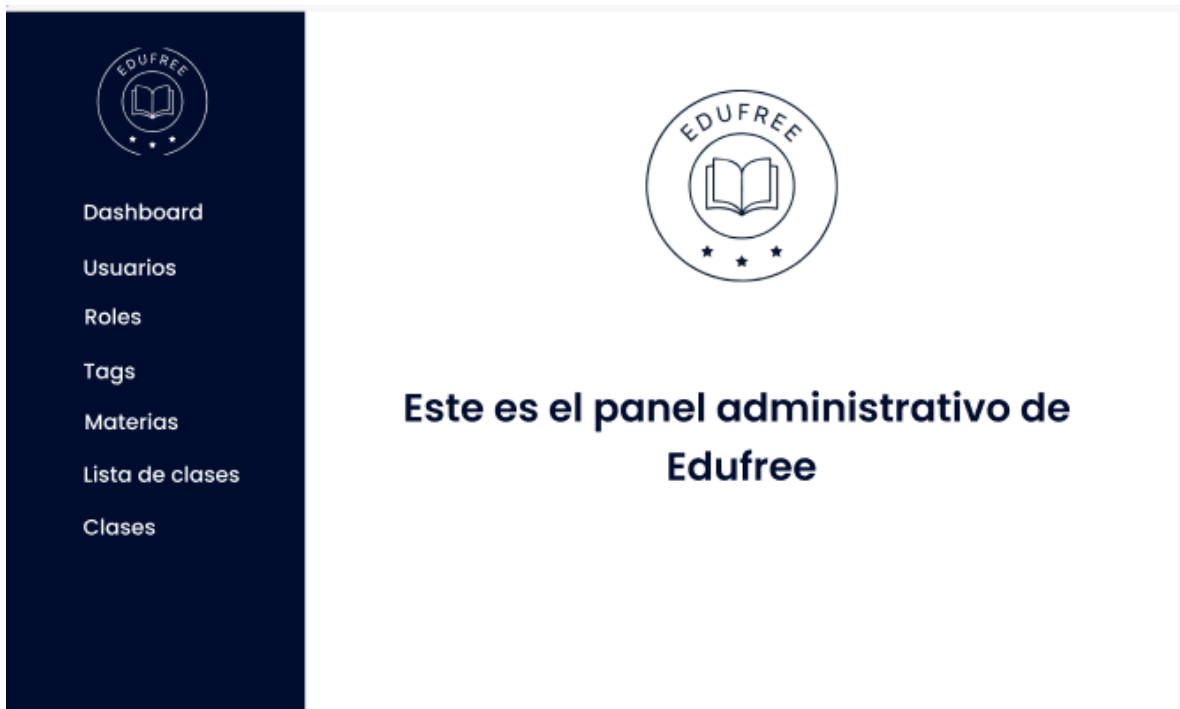 EDUFREE
Dashboard
Usuarios
Roles
Tags
Materias
Lista de clases
Clases
EDUFREE
Este es el panel administrativo de
Edufree